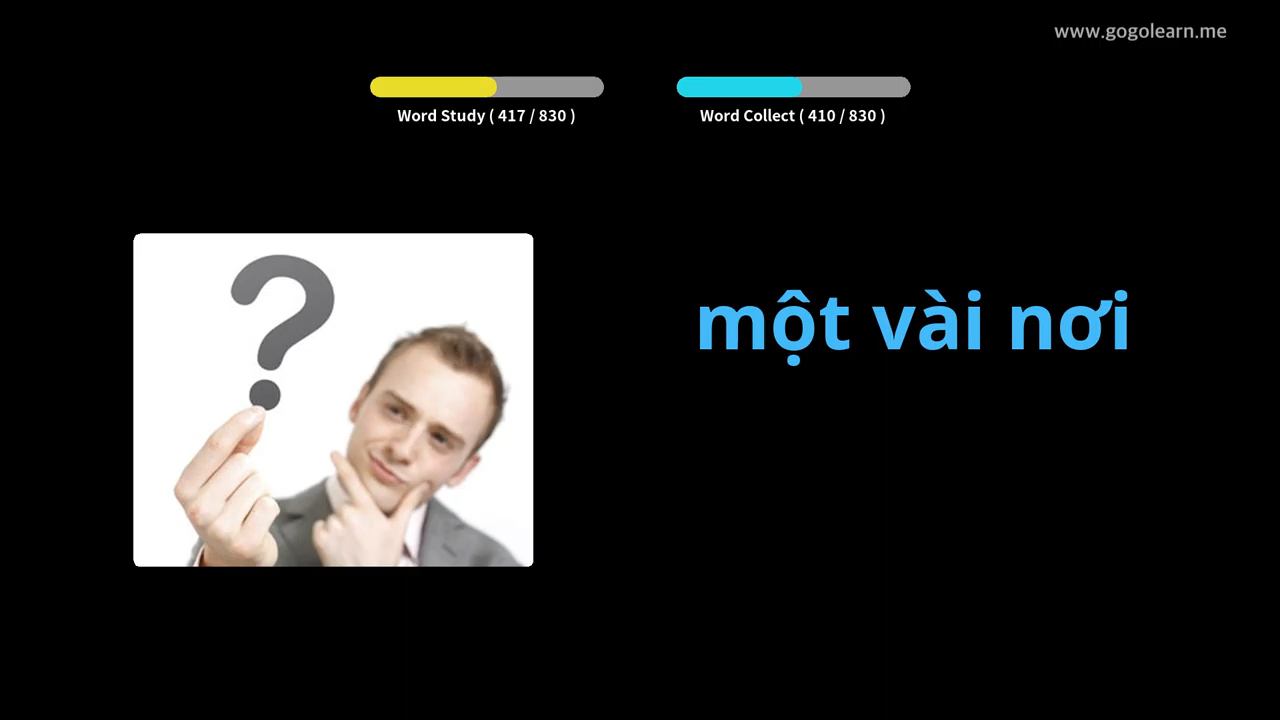 www.gogolearn.me
Word Study ( 417 / 830 )
Word Collect ( 410 / 830 )
?
một vài nơi